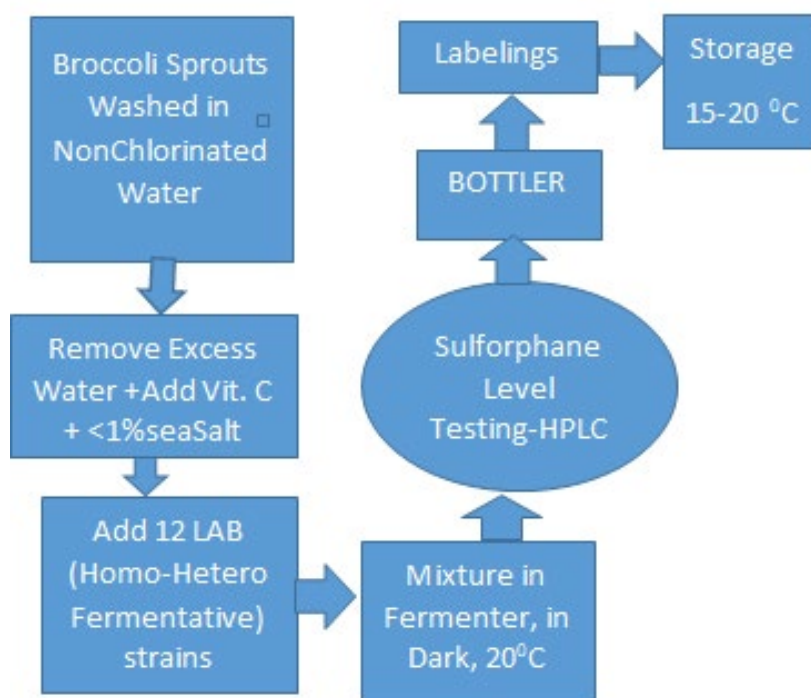 Broccoli Sprouts
Washed in
NonChlorinated
Water
Remove Excess
Water +Add Vit. C
+ <1%seaSalt
Add 12 LAB
(Homo-Hetero
Fermentative)
strains
Mixture in
Fermenter, in
Dark, 20⁰C
Sulforphane
Level
Testing-HPLC
BOTTLER
Labelings
Storage
15-20 ⁰C